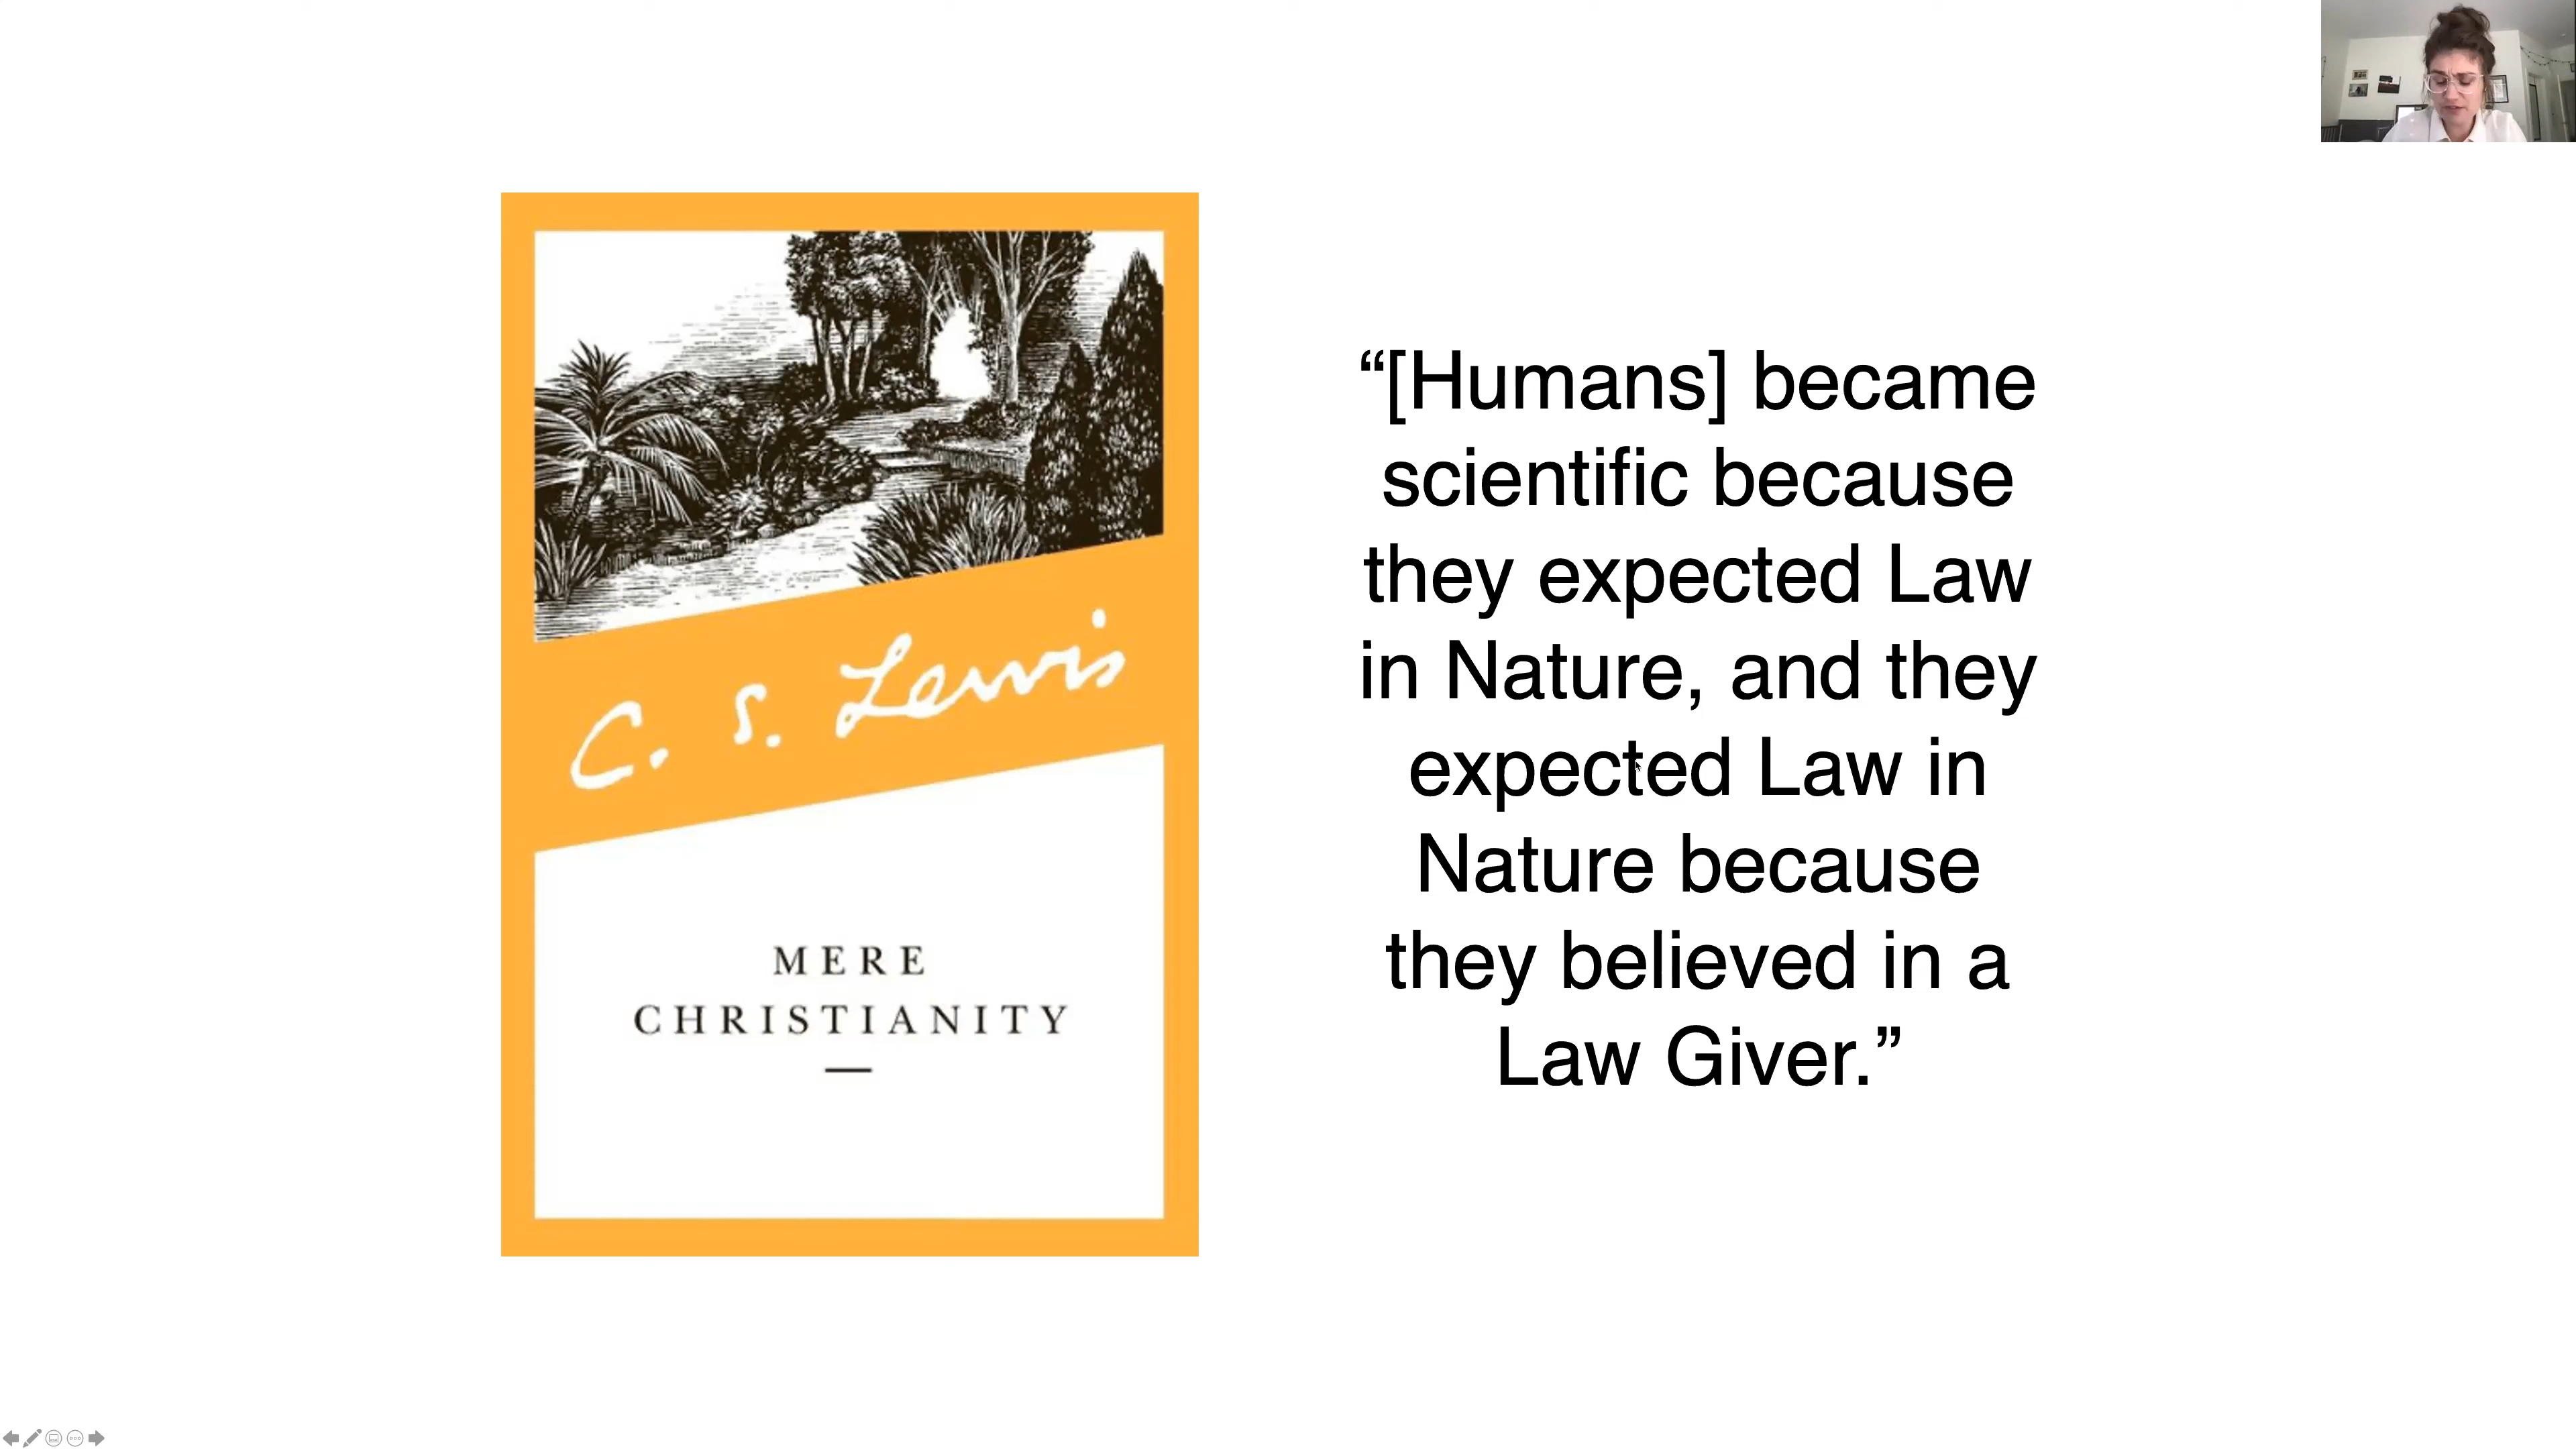 C. S. Lewis
MERE
CHRISTIANITY
“[Humans] became
scientific because
they expected Law
in Nature, and they
expected Law in
Nature because
they believed in a
Law Giver.”